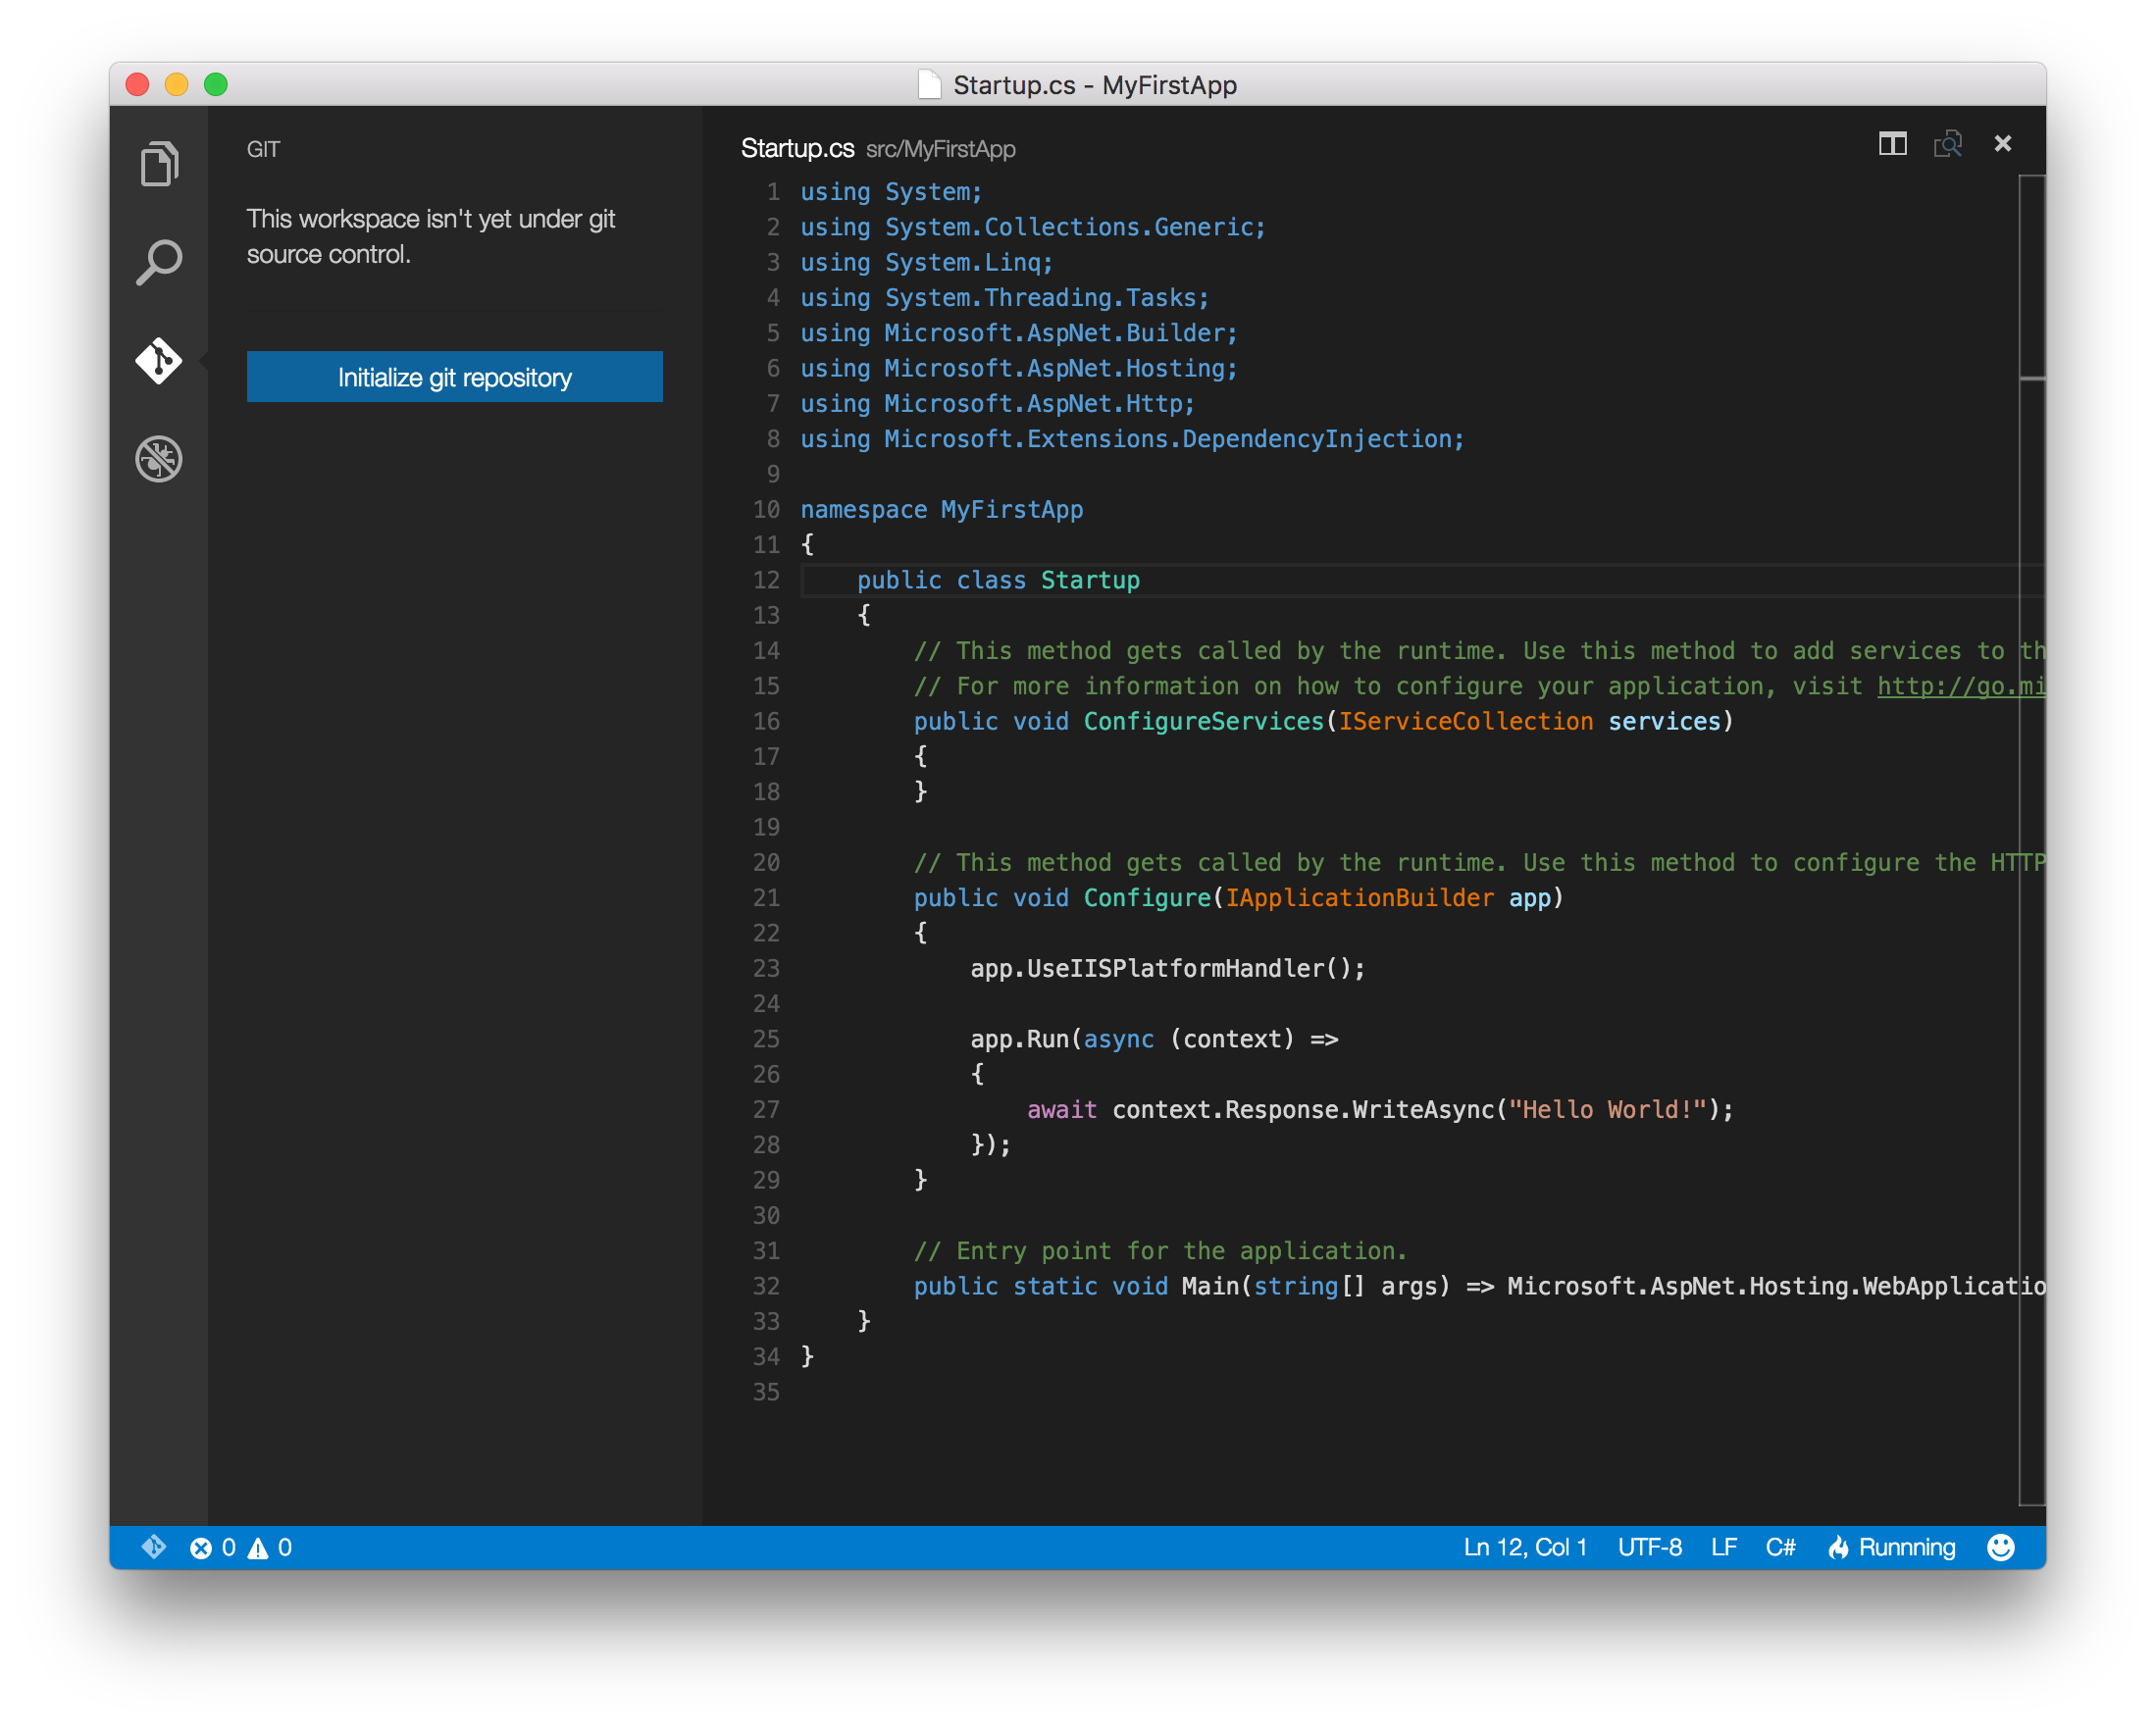 Startup.cs - MyFirstApp
GIT
This workspace isn't yet under git
source control.
Initialize git repository
Startup.cs src/MyFirstApp
1 using System;
2 using System.Collections.Generic;
3 using System.Linq;
4 using System.Threading.Tasks;
5 using Microsoft.AspNet.Builder;
6 using Microsoft.AspNet.Hosting;
7 using Microsoft.AspNet.Http;
8 using Microsoft.Extensions.DependencyInjection;
9
10 namespace MyFirstApp
11 {
12     public class Startup
13     {
14         // This method gets called by the runtime. Use this method to add services to th
15         // For more information on how to configure your application, visit http://go.mi
16         public void ConfigureServices(IServiceCollection services)
17         {
18         }
19
20         // This method gets called by the runtime. Use this method to configure the HTTP
21         public void Configure(IApplicationBuilder app)
22         {
23             app.UseIISPlatformHandler();
24
25             app.Run(async (context) =>
26             {
27                 await context.Response.WriteAsync("Hello World!");
28             });
29         }
30
31         // Entry point for the application.
32         public static void Main(string[] args) => Microsoft.AspNet.Hosting.WebApplicatio
33     }
34 }
35
0 0 Ln 12, Col 1 UTF-8 LF C# Runnning